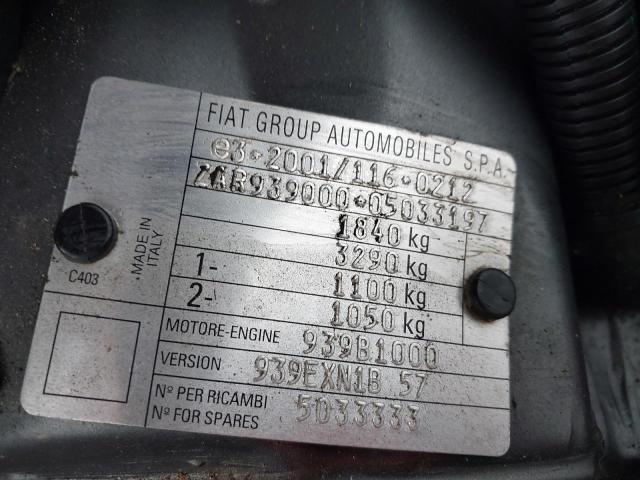 FIAT GROUP AUTOMOBILES S.P.A.
e3*2001/116*0212
ZAR939000*05033197
1840 kg
3290 kg
1- 1100 kg
2- 1050 kg
MOTORE-ENGINE 939B1000
VERSION 939EXN1B 57
Nº PER RICAMBI
Nº FOR SPARES 5033333
*MADE IN ITALY
C403